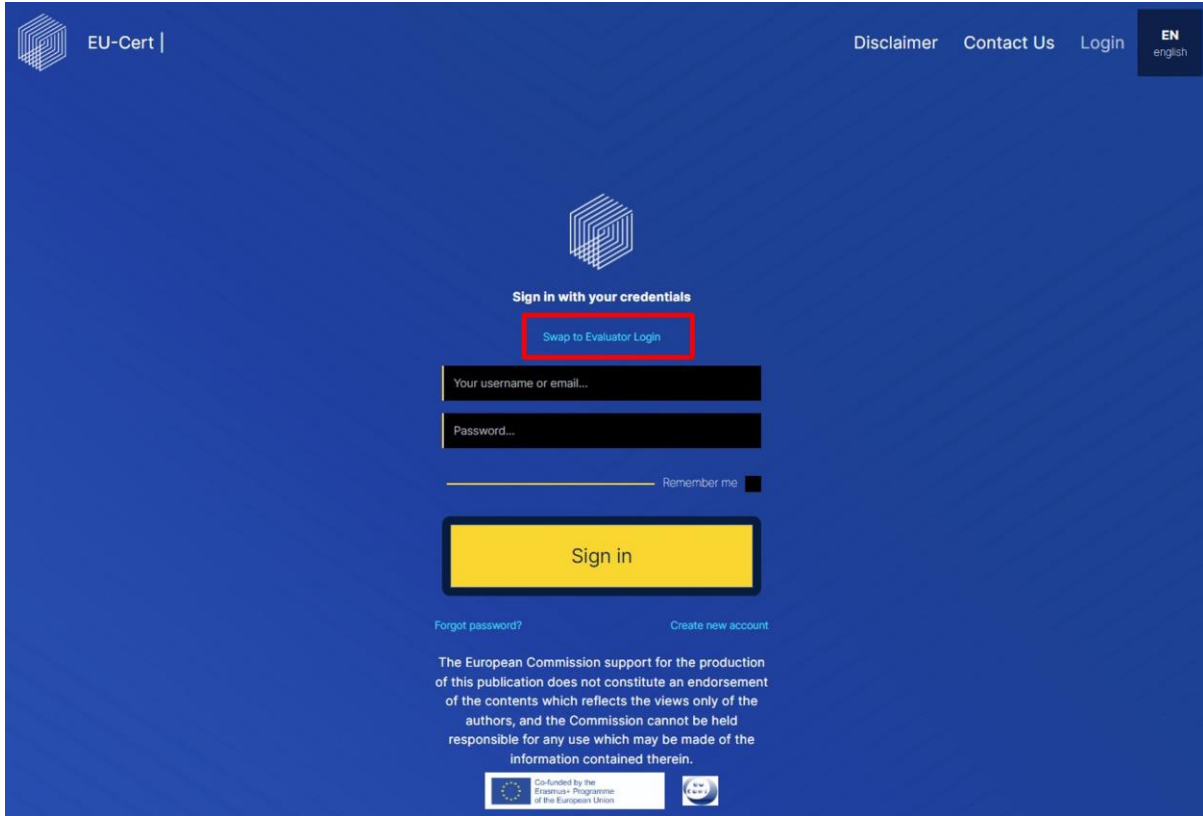 EU-Cert |
Disclaimer
Contact Us
Login
EN
english
Sign in with your credentials
Swap to Evaluator Login
Your username or email...
Password...
Remember me
Sign in
Forgot password?
Create new account
The European Commission support for the production
of this publication does not constitute an endorsement
of the contents which reflects the views only of the
authors, and the Commission cannot be held
responsible for any use which may be made of the
information contained therein.
Co-funded by the
Erasmus+ Programme
of the European Union